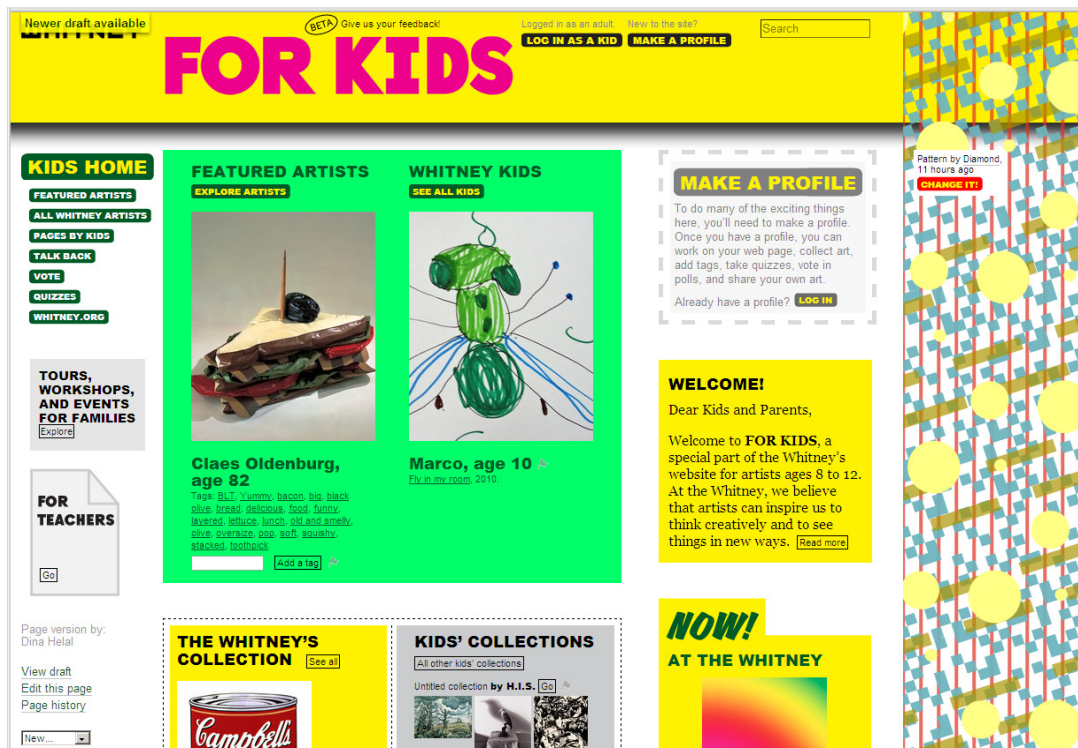 Newer draft available
WHITNEY
FOR KIDS
BETA Give us your feedback!
Logged in as an adult. New to the site?
LOG IN AS A KID MAKE A PROFILE
Search
Pattern by Diamond,
11 hours ago
CHANGE IT!
KIDS HOME
FEATURED ARTISTS
ALL WHITNEY ARTISTS
PAGES BY KIDS
TALK BACK
VOTE
QUIZZES
WHITNEY.ORG
TOURS,
WORKSHOPS,
AND EVENTS
FOR FAMILIES
Explore
FOR
TEACHERS
Go
Page version by:
Dina Helal
View draft
Edit this page
Page history
New...
FEATURED ARTISTS
EXPLORE ARTISTS
Claes Oldenburg,
age 82
Tags: BLT, Yummy, bacon, big, black
olive, bread, delicious, food, funny,
layered, lettuce, lunch, old and smelly,
olive, oversize, pop, soft, squishy,
stacked, toothpick
Add a tag
WHITNEY KIDS
SEE ALL KIDS
Marco, age 10
Fly in my room, 2010.
THE WHITNEY'S
COLLECTION See all
Campbell's
KIDS' COLLECTIONS
All other kids' collections
Untitled collection by H.I.S. Go
MAKE A PROFILE
To do many of the exciting things
here, you'll need to make a profile.
Once you have a profile, you can
work on your web page, collect art,
add tags, take quizzes, vote in
polls, and share your own art.
Already have a profile? LOG IN
WELCOME!
Dear Kids and Parents,
Welcome to FOR KIDS, a
special part of the Whitney's
website for artists ages 8 to 12.
At the Whitney, we believe
that artists can inspire us to
think creatively and to see
things in new ways. Read more
NOW!
AT THE WHITNEY